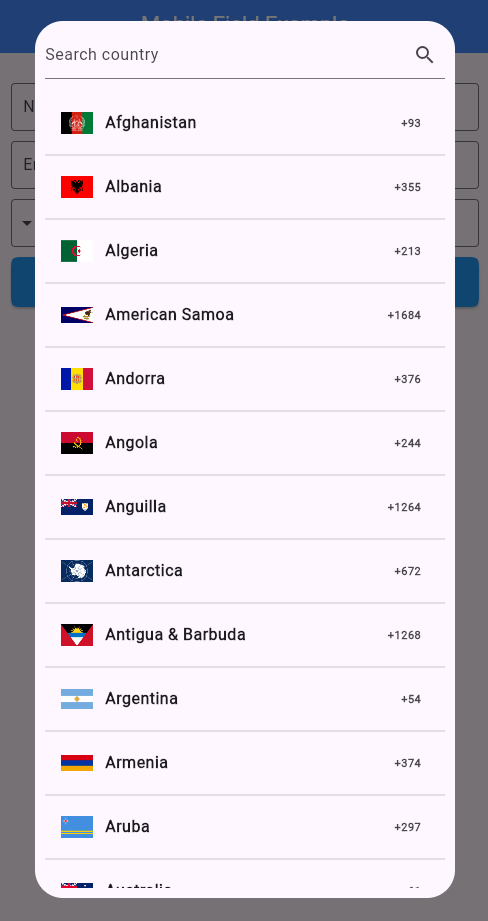 Mobile Field Example
Search country
Afghanistan +93
Albania +355
Algeria +213
American Samoa +1684
Andorra +376
Angola +244
Anguilla +1264
Antarctica +672
Antigua & Barbuda +1268
Argentina +54
Armenia +374
Aruba +297
Australia